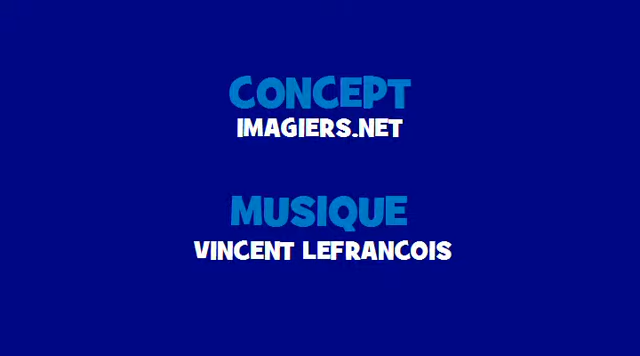 CONCEPT
IMAGIERS.NET
MUSIQUE
VINCENT LEFRANCOIS